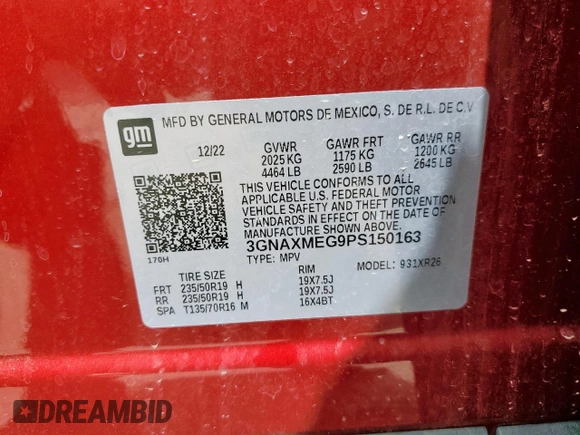 gm
MFD BY GENERAL MOTORS DE MEXICO, S. DE R.L. DE C.V
12/22 GVWR GAWR FRT GAWR RR
2025 KG 1175 KG 1200 KG
4464 LB 2590 LB 2645 LB
THIS VEHICLE CONFORMS TO ALL
APPLICABLE U.S. FEDERAL MOTOR
VEHICLE SAFETY AND THEFT PREVENTION
STANDARDS IN EFFECT ON THE DATE OF
MANUFACTURE SHOWN ABOVE.
3GNAXMEG9PS150163
170H TYPE: MPV MODEL: 931XR26
TIRE SIZE RIM
FRT 235/50R19 H 19X7.5J
RR 235/50R19 H 19X7.5J
SPA T135/70R16 M 16X4BT
DREAMBID